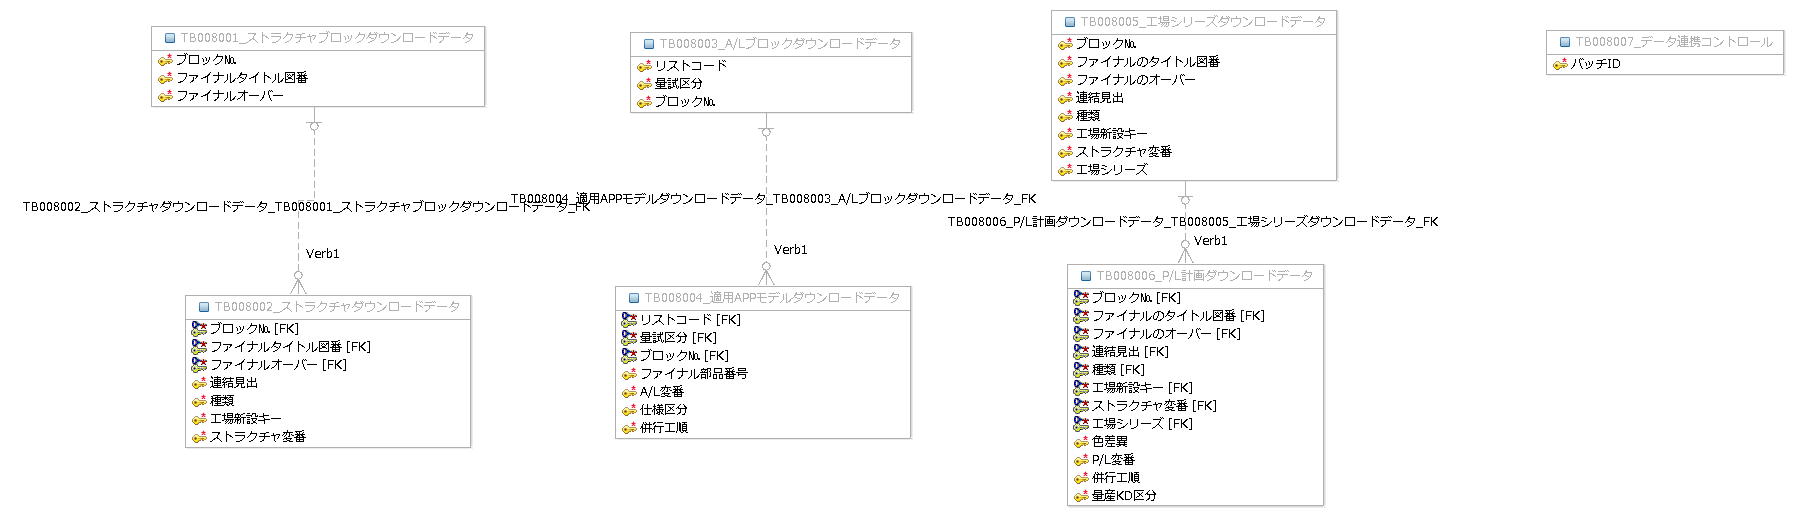 TB008001_ストラクチャブロックダウンロードデータ
ブロック№
ファイナルタイトル図番
ファイナルオーバー
TB008002_ストラクチャダウンロードデータ_TB008001_ストラクチャブロックダウンロードデータ_FK
Verb1
TB008002_ストラクチャダウンロードデータ
ブロック№ [FK]
ファイナルタイトル図番 [FK]
ファイナルオーバー [FK]
連結見出
種類
工場新設キー
ストラクチャ変番
TB008003_A/Lブロックダウンロードデータ
リストコード
量試区分
ブロック№
TB008004_適用APPモデルダウンロードデータ_TB008003_A/Lブロックダウンロードデータ_FK
Verb1
TB008004_適用APPモデルダウンロードデータ
リストコード [FK]
量試区分 [FK]
ブロック№ [FK]
ファイナル部品番号
A/L変番
仕様区分
併行工順
TB008005_工場シリーズダウンロードデータ
ブロック№
ファイナルのタイトル図番
ファイナルのオーバー
連結見出
種類
工場新設キー
ストラクチャ変番
工場シリーズ
TB008006_P/L計画ダウンロードデータ_TB008005_工場シリーズダウンロードデータ_FK
Verb1
TB008006_P/L計画ダウンロードデータ
ブロック№ [FK]
ファイナルのタイトル図番 [FK]
ファイナルのオーバー [FK]
連結見出 [FK]
種類 [FK]
工場新設キー [FK]
ストラクチャ変番 [FK]
工場シリーズ [FK]
色差異
P/L変番
併行工順
量産KD区分
TB008007_データ連携コントロール
バッチID